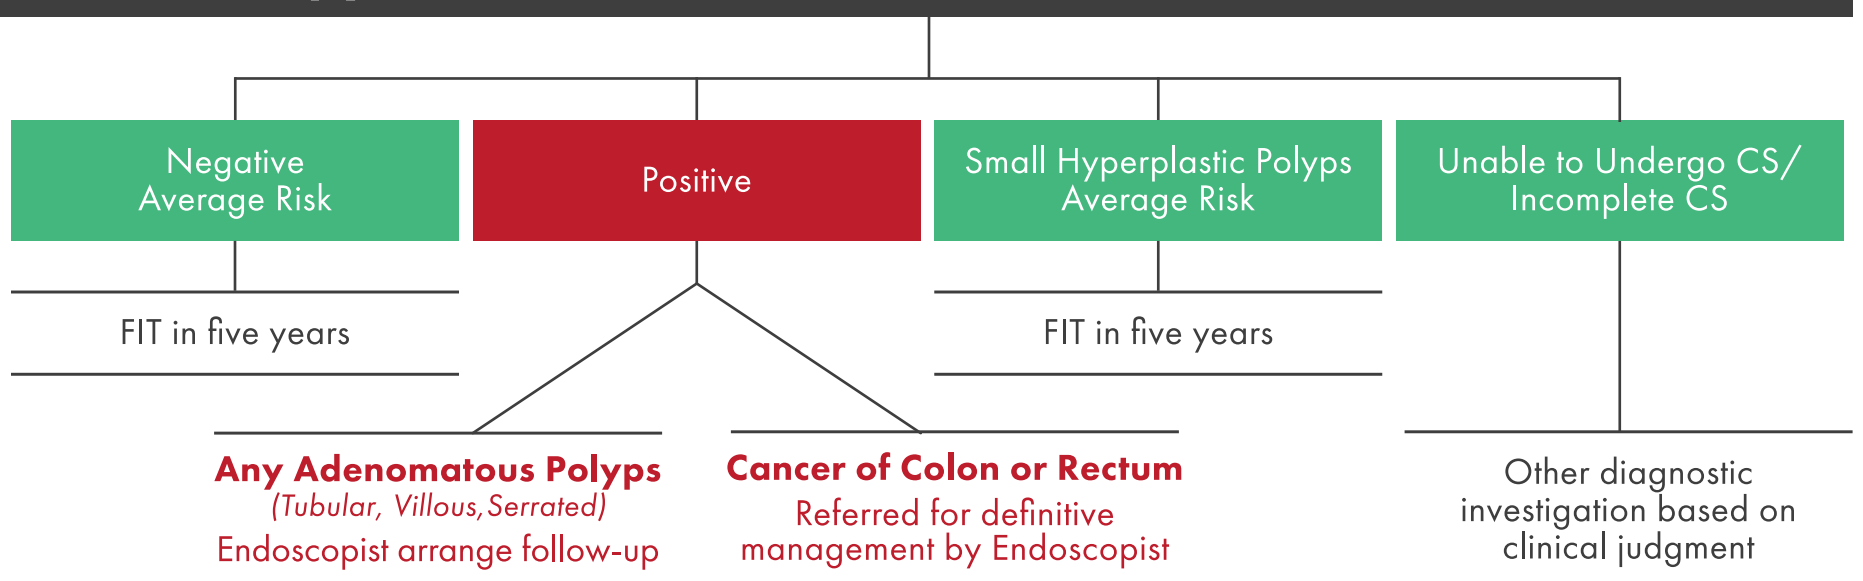 Negative
Average Risk
Positive
Small Hyperplastic Polyps
Average Risk
Unable to Undergo CS/
Incomplete CS
FIT in five years
FIT in five years
Any Adenomatous Polyps
(Tubular, Villous,Serrated)
Endoscopist arrange follow-up
Cancer of Colon or Rectum
Referred for definitive
management by Endoscopist
Other diagnostic
investigation based on
clinical judgment